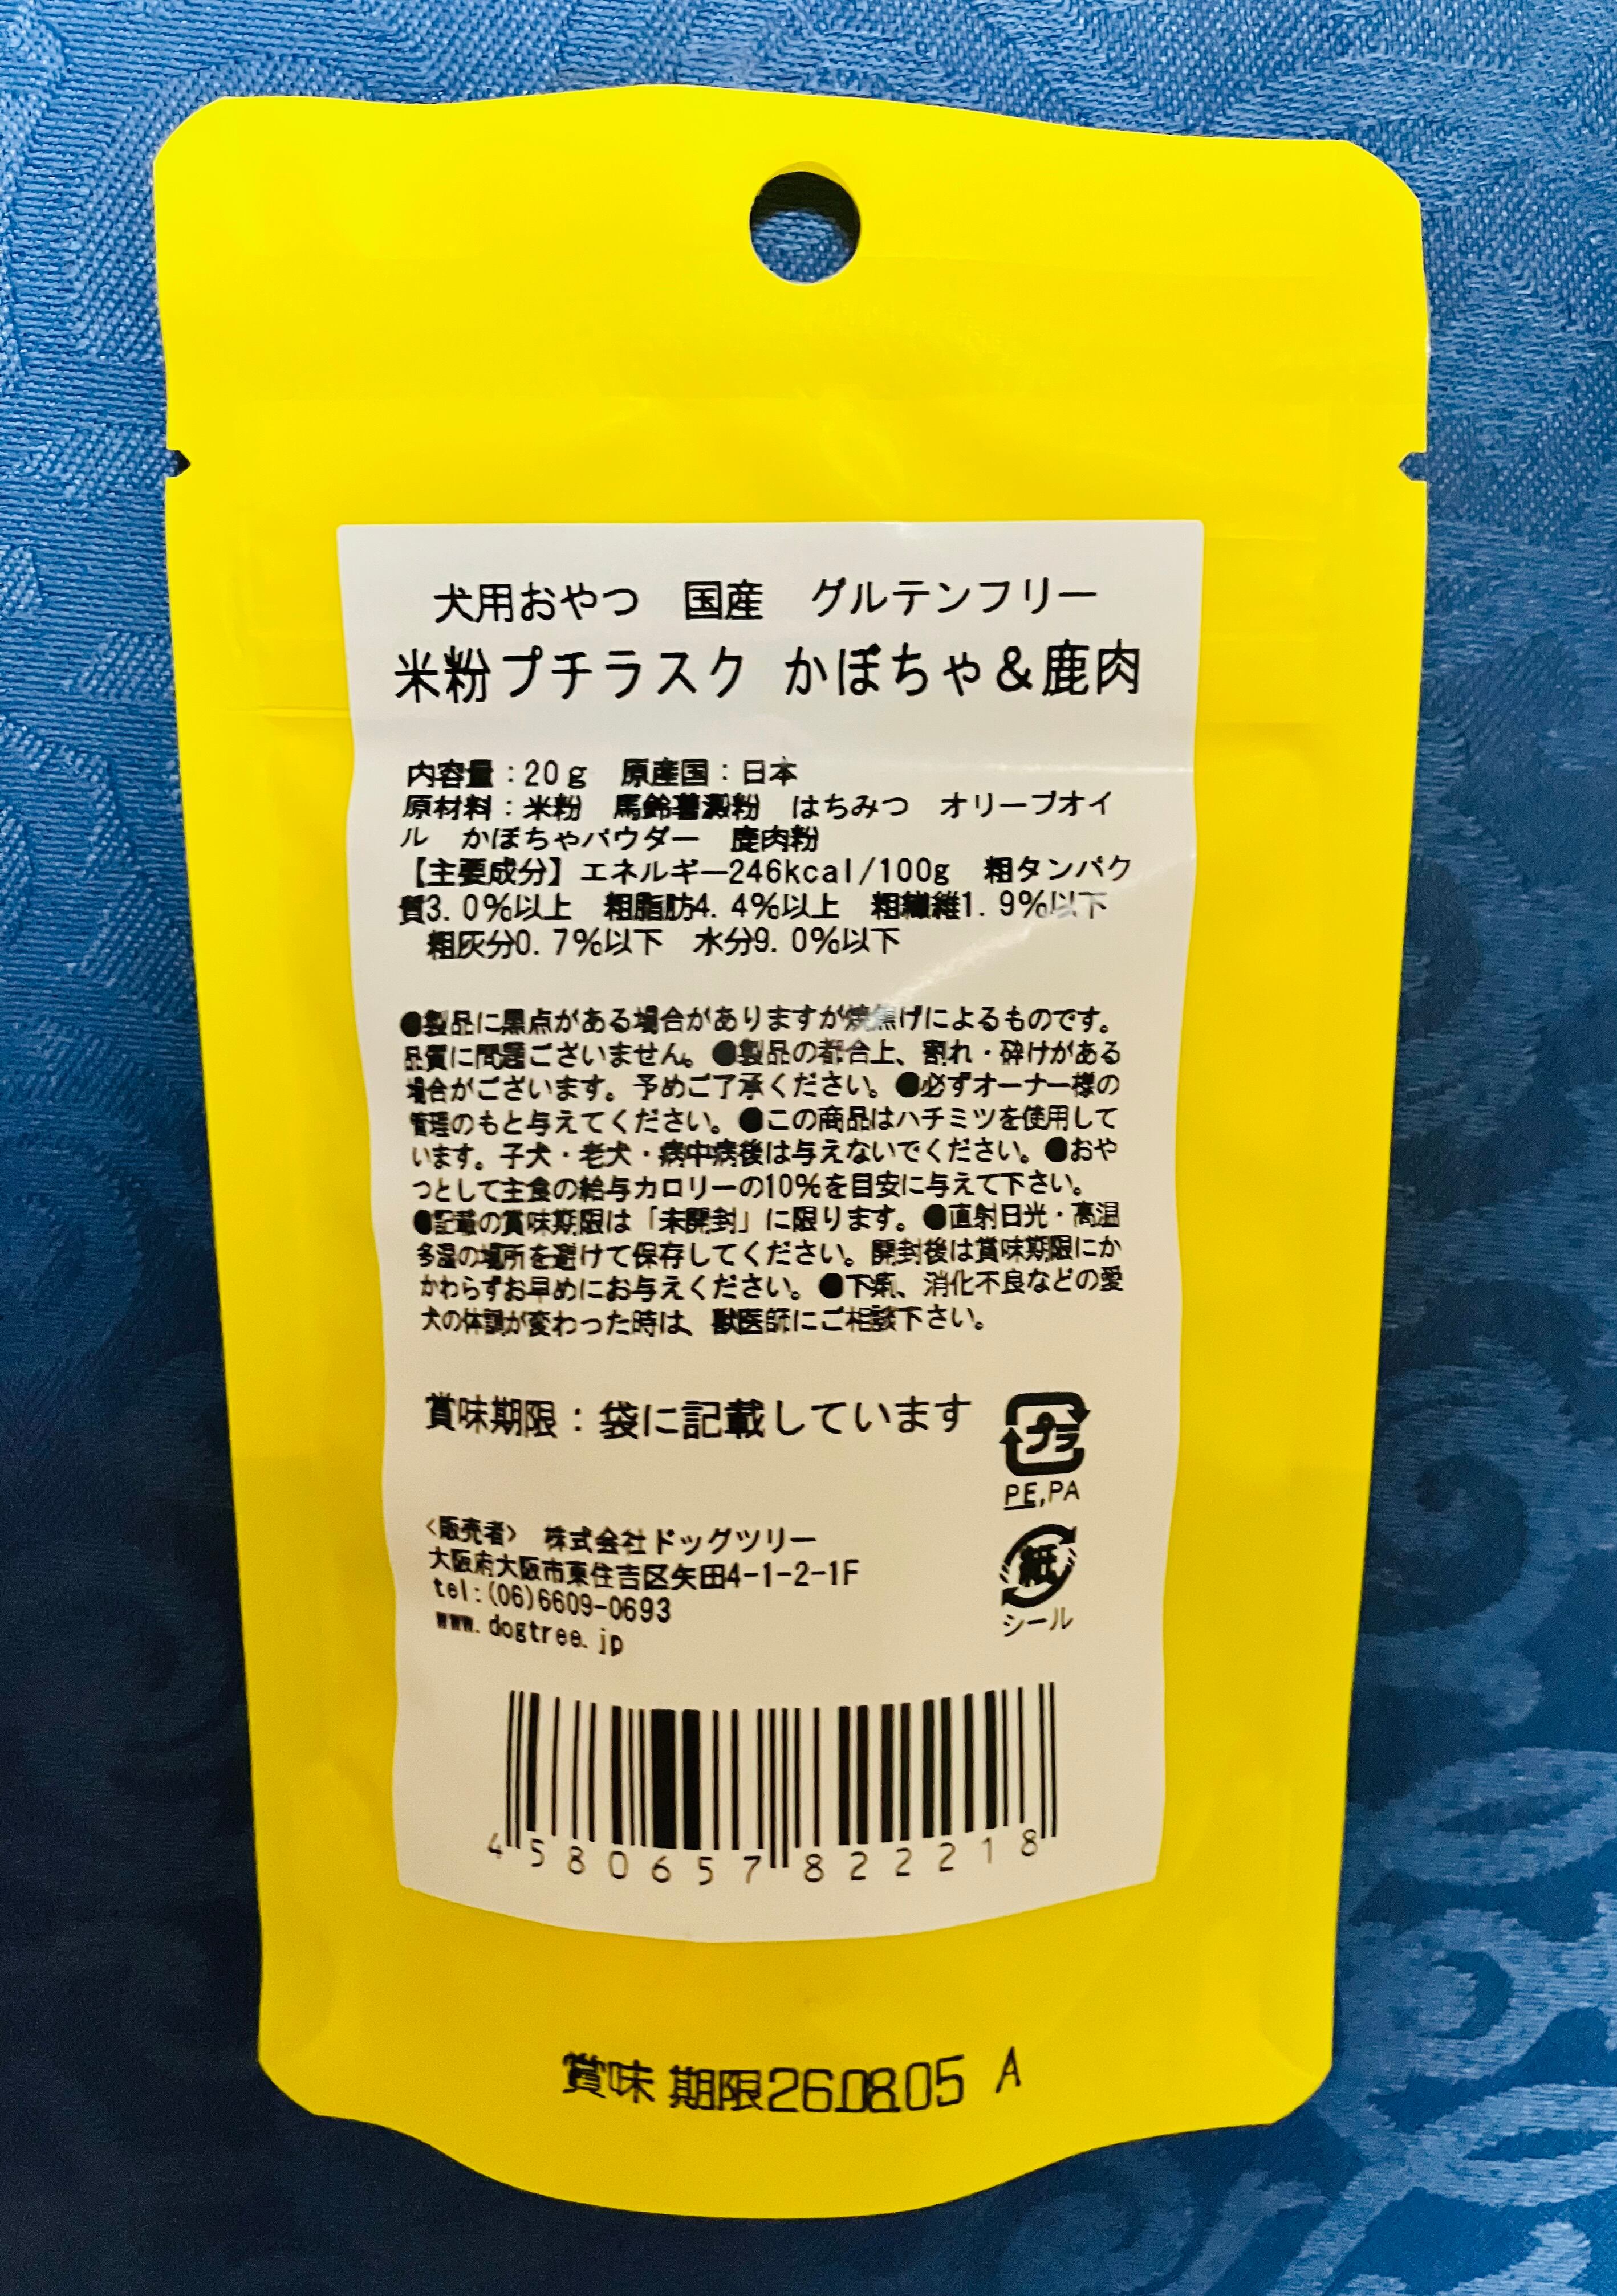 犬用おやつ　国産　グルテンフリー
米粉プチラスク かぼちゃ&鹿肉
内容量：20g　原産国：日本
原材料：米粉　馬鈴薯澱粉　はちみつ　オリーブオイ
ル　かぼちゃパウダー　鹿肉粉
【主要成分】エネルギー246kcal/100g　粗タンパク
質3.0%以上　粗脂肪4.4%以上　粗繊維1.9%以下
粗灰分0.7%以下　水分9.0%以下
●製品に黒点がある場合がありますが焼焦げによるものです。
品質に問題ございません。●製品の都合上、割れ・砕けがある
場合がございます。予めご了承ください。●必ずオーナー様の
管理のもと与えてください。●この商品はハチミツを使用して
います。子犬・老犬・病中病後は与えないでください。●おや
つとして主食の給与カロリーの10%を目安に与えて下さい。
●記載の賞味期限は「未開封」に限ります。●直射日光・高温
多湿の場所を避けて保存してください。開封後は賞味期限にか
かわらずお早めにお与えください。●下痢、消化不良などの愛
犬の体調が変わった時は、獣医師にご相談下さい。
賞味期限：袋に記載しています
プラ
PE,PA
<販売者>　株式会社ドッグツリー
大阪府大阪市東住吉区矢田4-1-2-1F
tel:(06)6609-0693
www.dogtree.jp
紙
シール
4580657822218
賞味期限26.08.05 A